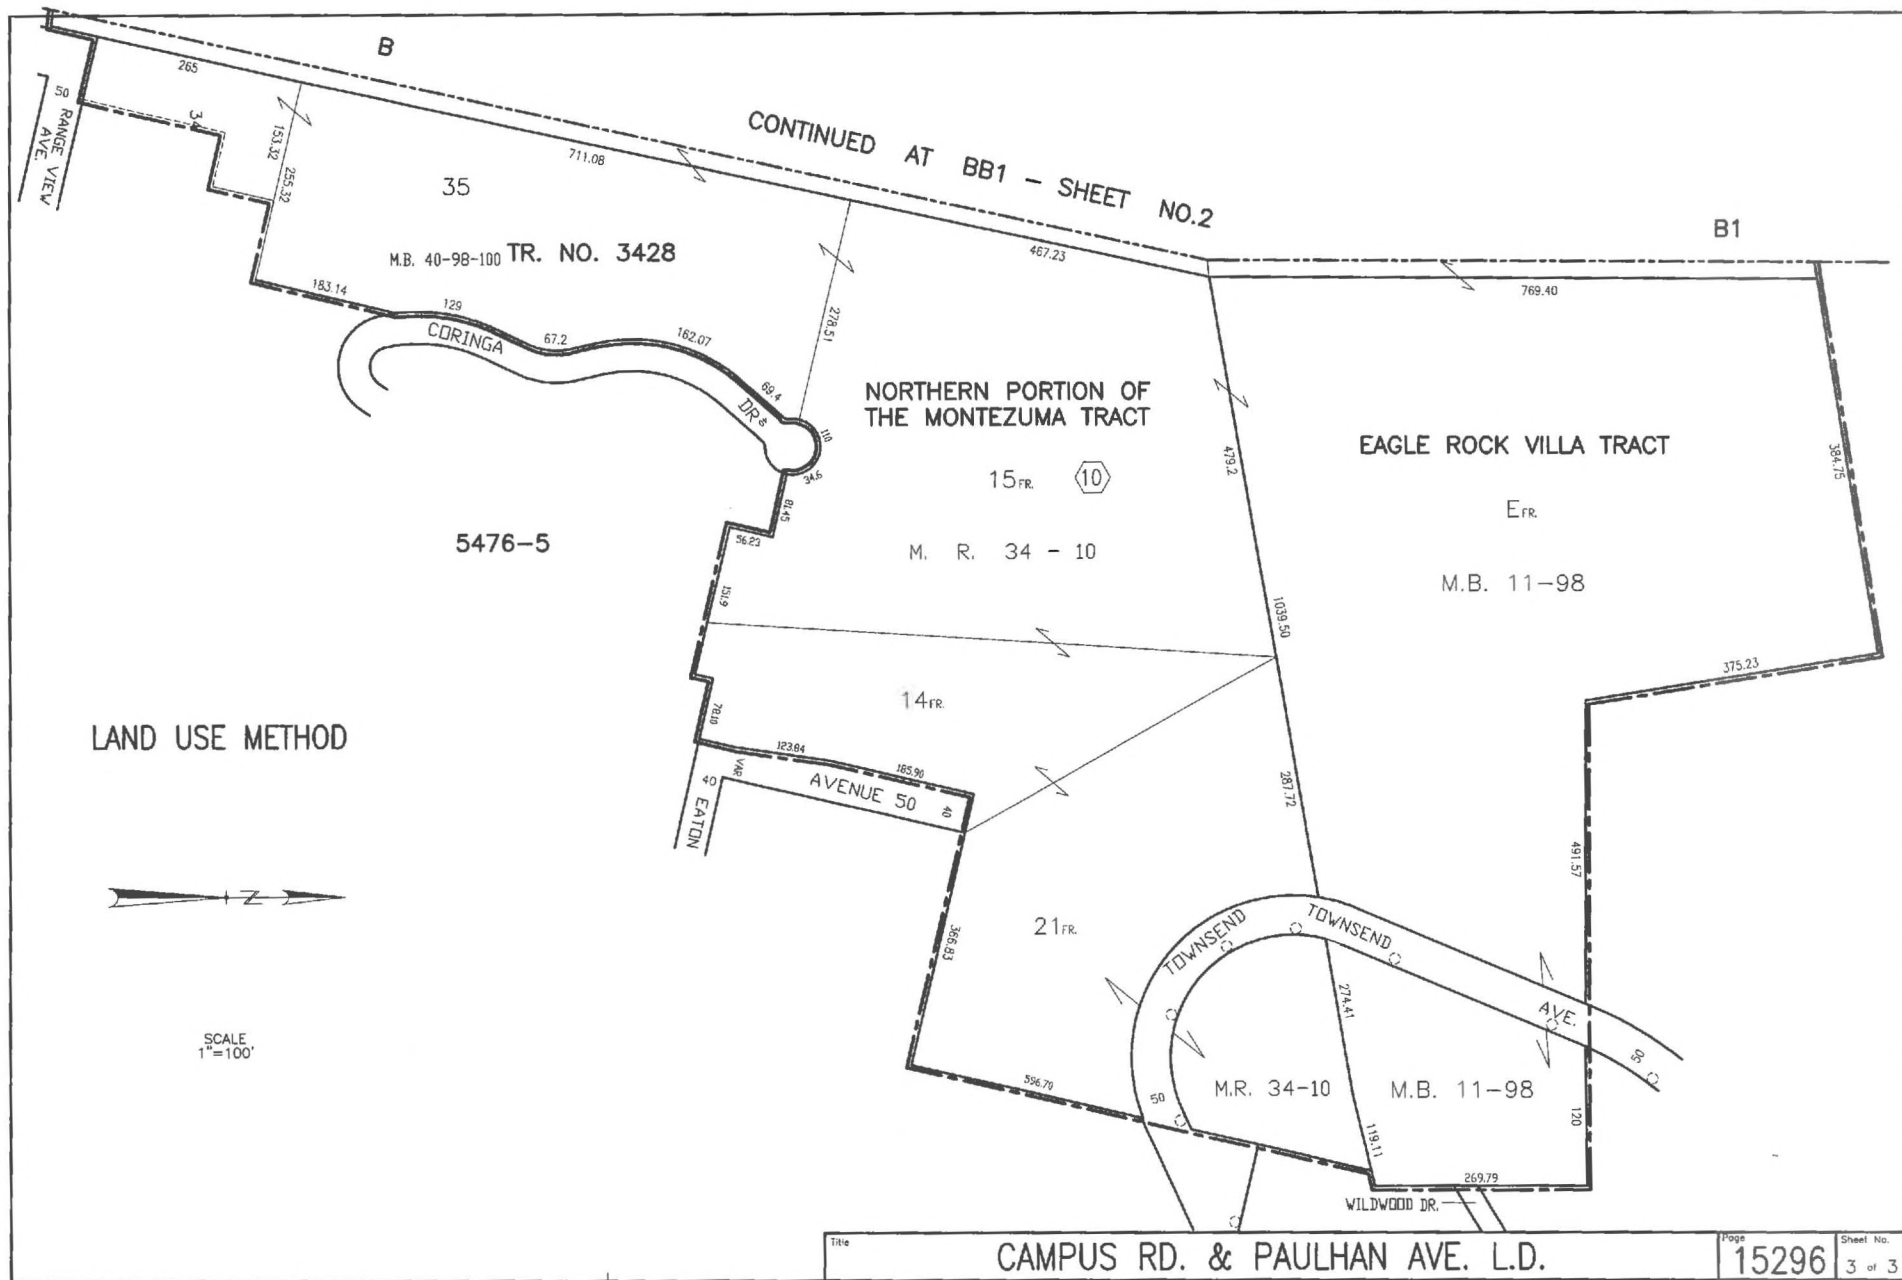 B
265
CONTINUED AT BB1 - SHEET NO.2
B1
50
RANGE VIEW
AVE.
34
153.32
255.32
711.08
467.23
769.40
35
M.B. 40-98-100 TR. NO. 3428
183.14
129
CORINGA
67.2
162.07
69.4
DR.
110
34.6
278.51
81.45
56.23
151.9
NORTHERN PORTION OF
THE MONTEZUMA TRACT
15FR. 10
M. R. 34 - 10
479.2
1039.50
EAGLE ROCK VILLA TRACT
EFR.
M.B. 11-98
384.75
375.23
5476-5
LAND USE METHOD
14FR.
78.10
123.84
185.90
VAR
40
EATON
AVENUE 50
40
287.72
491.57
N
SCALE
1"=100'
366.83
21FR.
TOWNSEND
TOWNSEND
AVE.
50
274.41
M.R. 34-10
M.B. 11-98
50
596.70
119.11
120
269.79
WILDWOOD DR.
Title
CAMPUS RD. & PAULHAN AVE. L.D.
Page
15296
Sheet No.
3 of 3